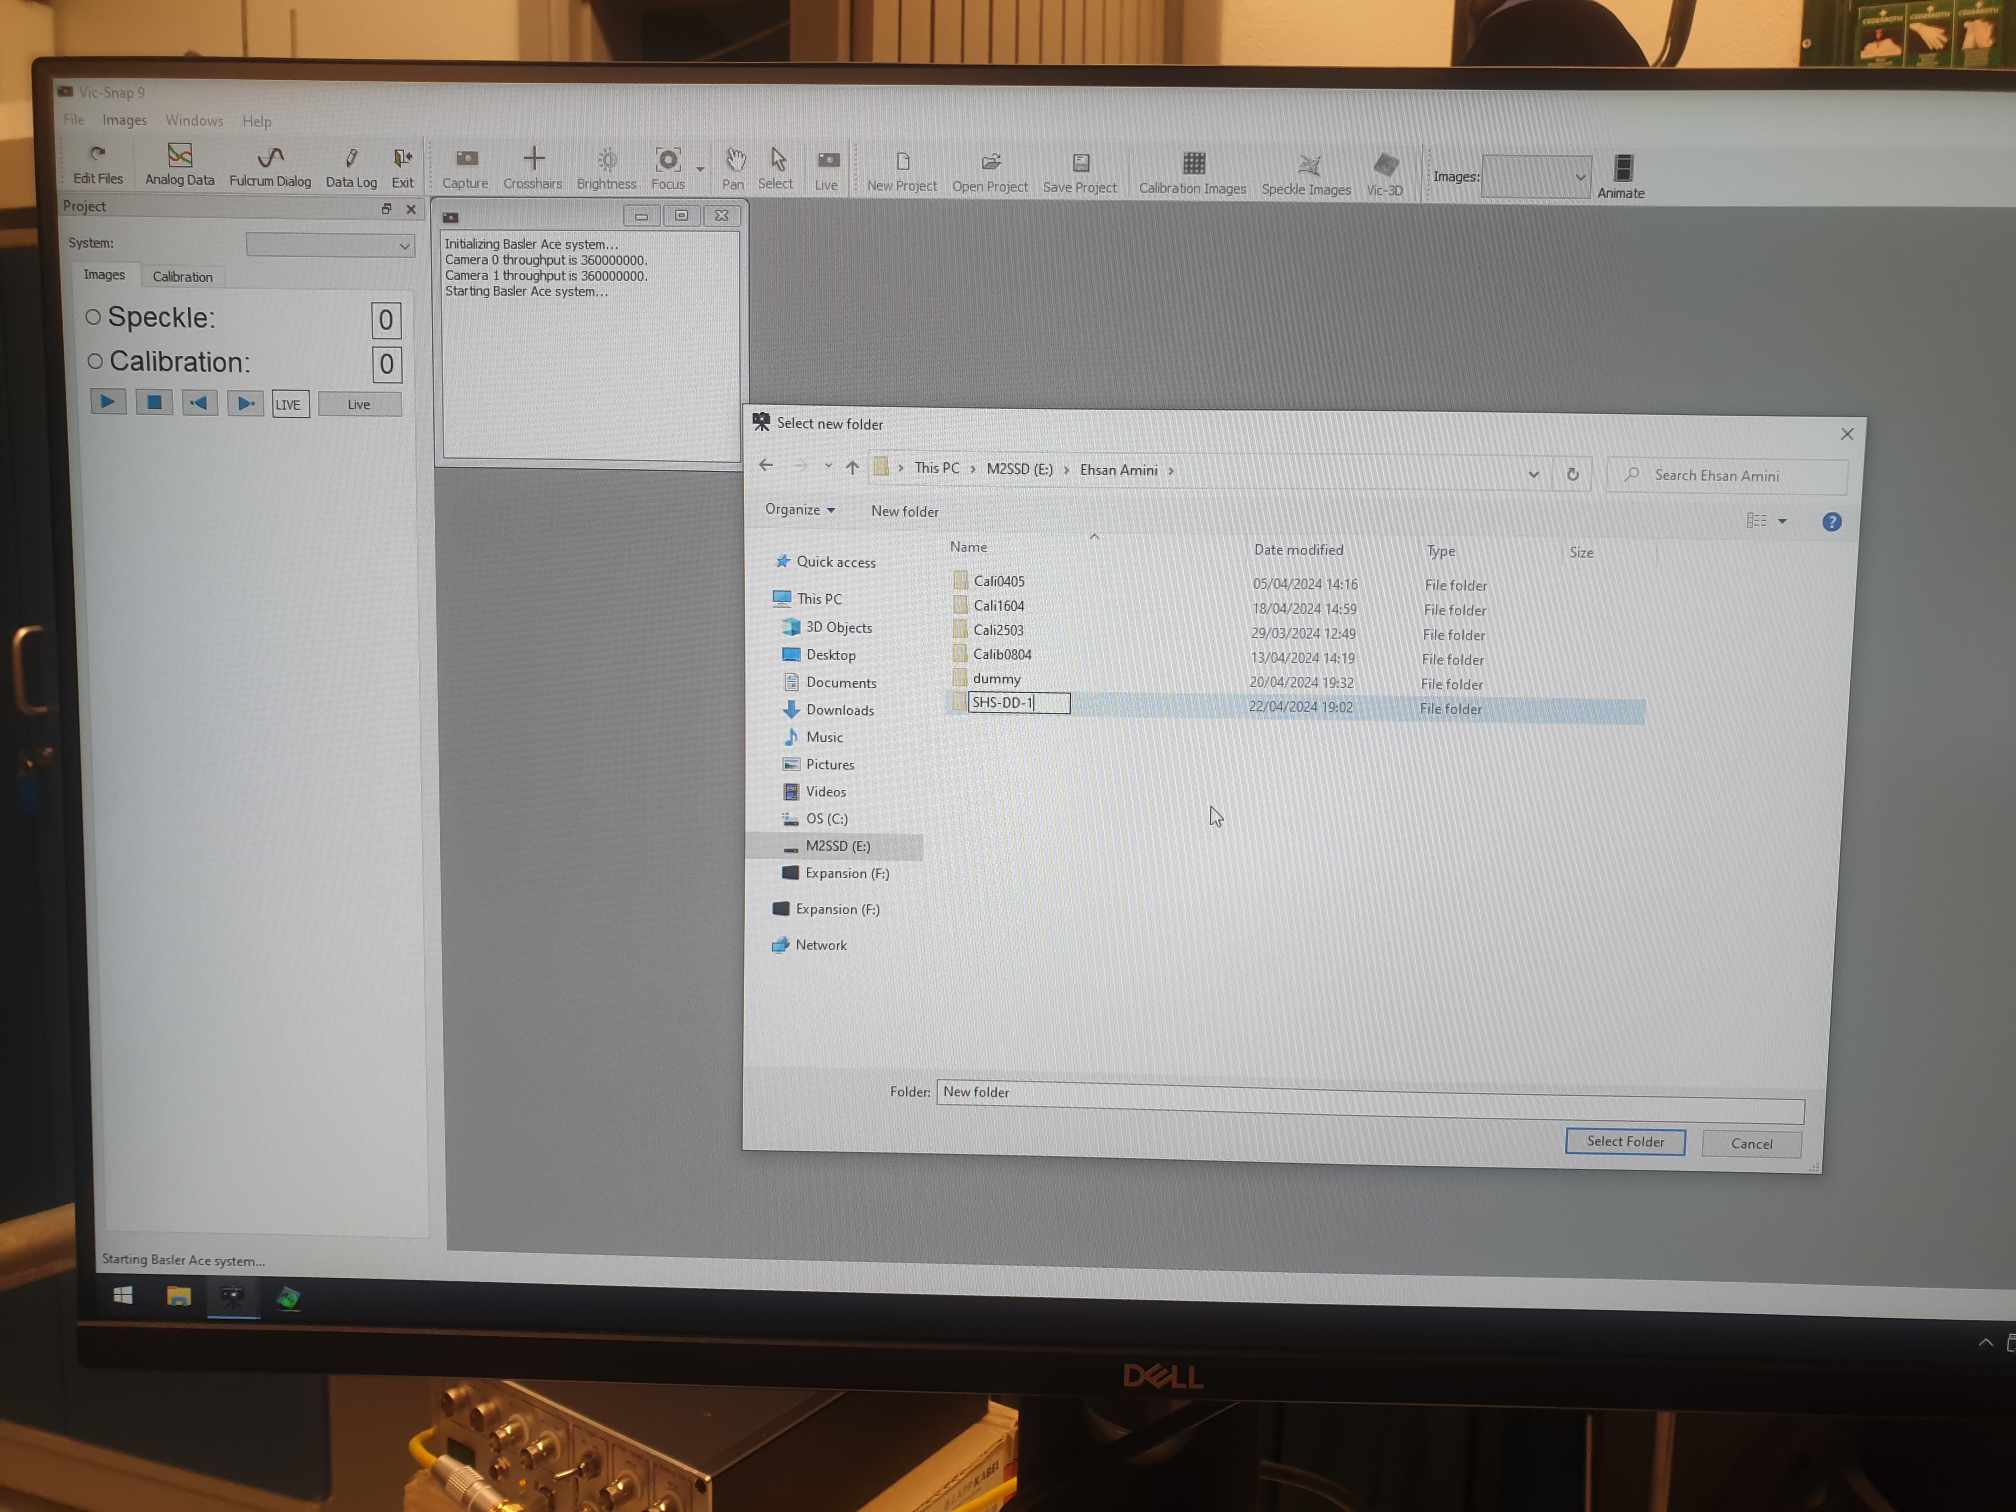 Vic-Snap 9
File Images Windows Help
Edit Files Analog Data Fulcrum Dialog Data Log Exit Capture Crosshairs Brightness Focus Pan Select Live New Project Open Project Save Project Calibration Images Speckle Images Vic-3D Images: Animate
Project
System:
Images Calibration
Speckle: 0
Calibration: 0
LIVE Live
Initializing Basler Ace system...
Camera 0 throughput is 360000000.
Camera 1 throughput is 360000000.
Starting Basler Ace system...
Select new folder
This PC > M2SSD (E:) > Ehsan Amini >
Search Ehsan Amini
Organize New folder
?
Name Date modified Type Size
Cali0405 05/04/2024 14:16 File folder
Cali1604 18/04/2024 14:59 File folder
Cali2503 29/03/2024 12:49 File folder
Calib0804 13/04/2024 14:19 File folder
dummy 20/04/2024 19:32 File folder
SHS-DD-1 22/04/2024 19:02 File folder
Quick access
This PC
3D Objects
Desktop
Documents
Downloads
Music
Pictures
Videos
OS (C:)
M2SSD (E:)
Expansion (F:)
Expansion (F:)
Network
Folder: New folder
Select Folder Cancel
Starting Basler Ace system...
DELL
CEDERROTH CEDERROTH CEDERROTH